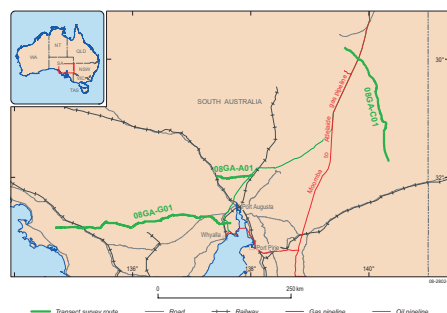 NT
WA
QLD
SA
NSW
VIC
TAS
30°
SOUTH AUSTRALIA
Moomba to Adelaide gas pipeline
08GA-C01
08GA-A01
32°
08GA-G01
Port Augusta
Whyalla
Port Pirie
136°
138°
140°
0 250 km
Transect survey route Road Railway Gas pipeline Oil pipeline